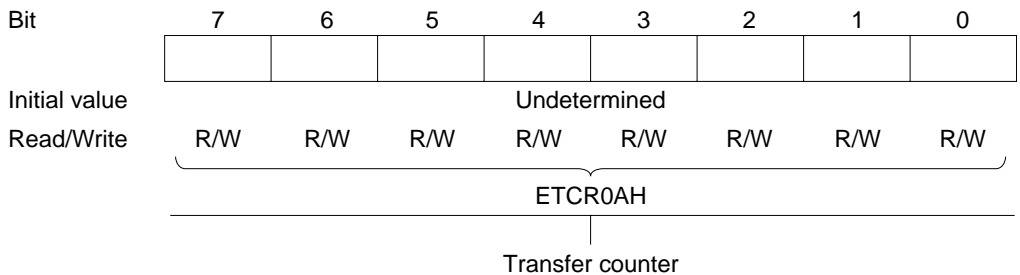 Bit 7 6 5 4 3 2 1 0
Initial value Undetermined
Read/Write R/W R/W R/W R/W R/W R/W R/W R/W
ETCR0AH
Transfer counter